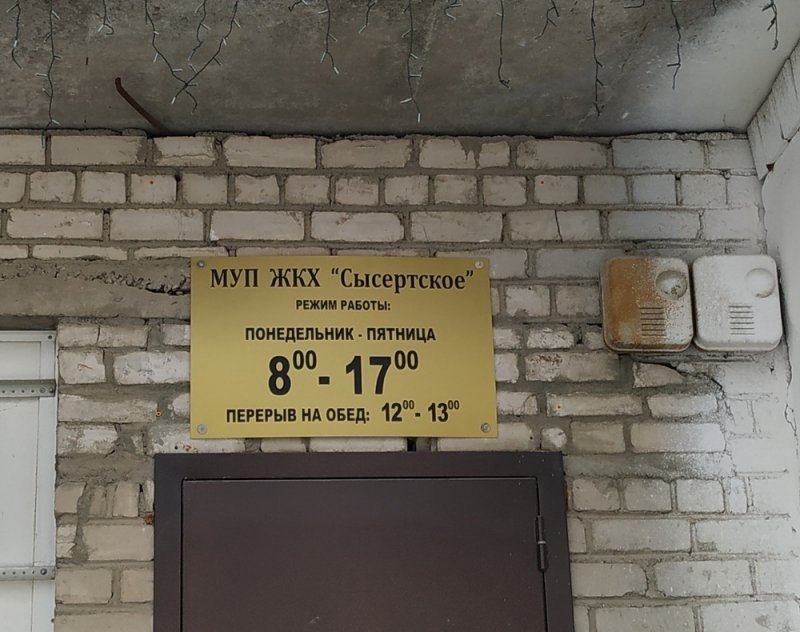 МУП ЖКХ "Сысертское"
РЕЖИМ РАБОТЫ:
ПОНЕДЕЛЬНИК - ПЯТНИЦА
8⁰⁰ - 17⁰⁰
ПЕРЕРЫВ НА ОБЕД: 12⁰⁰ - 13⁰⁰